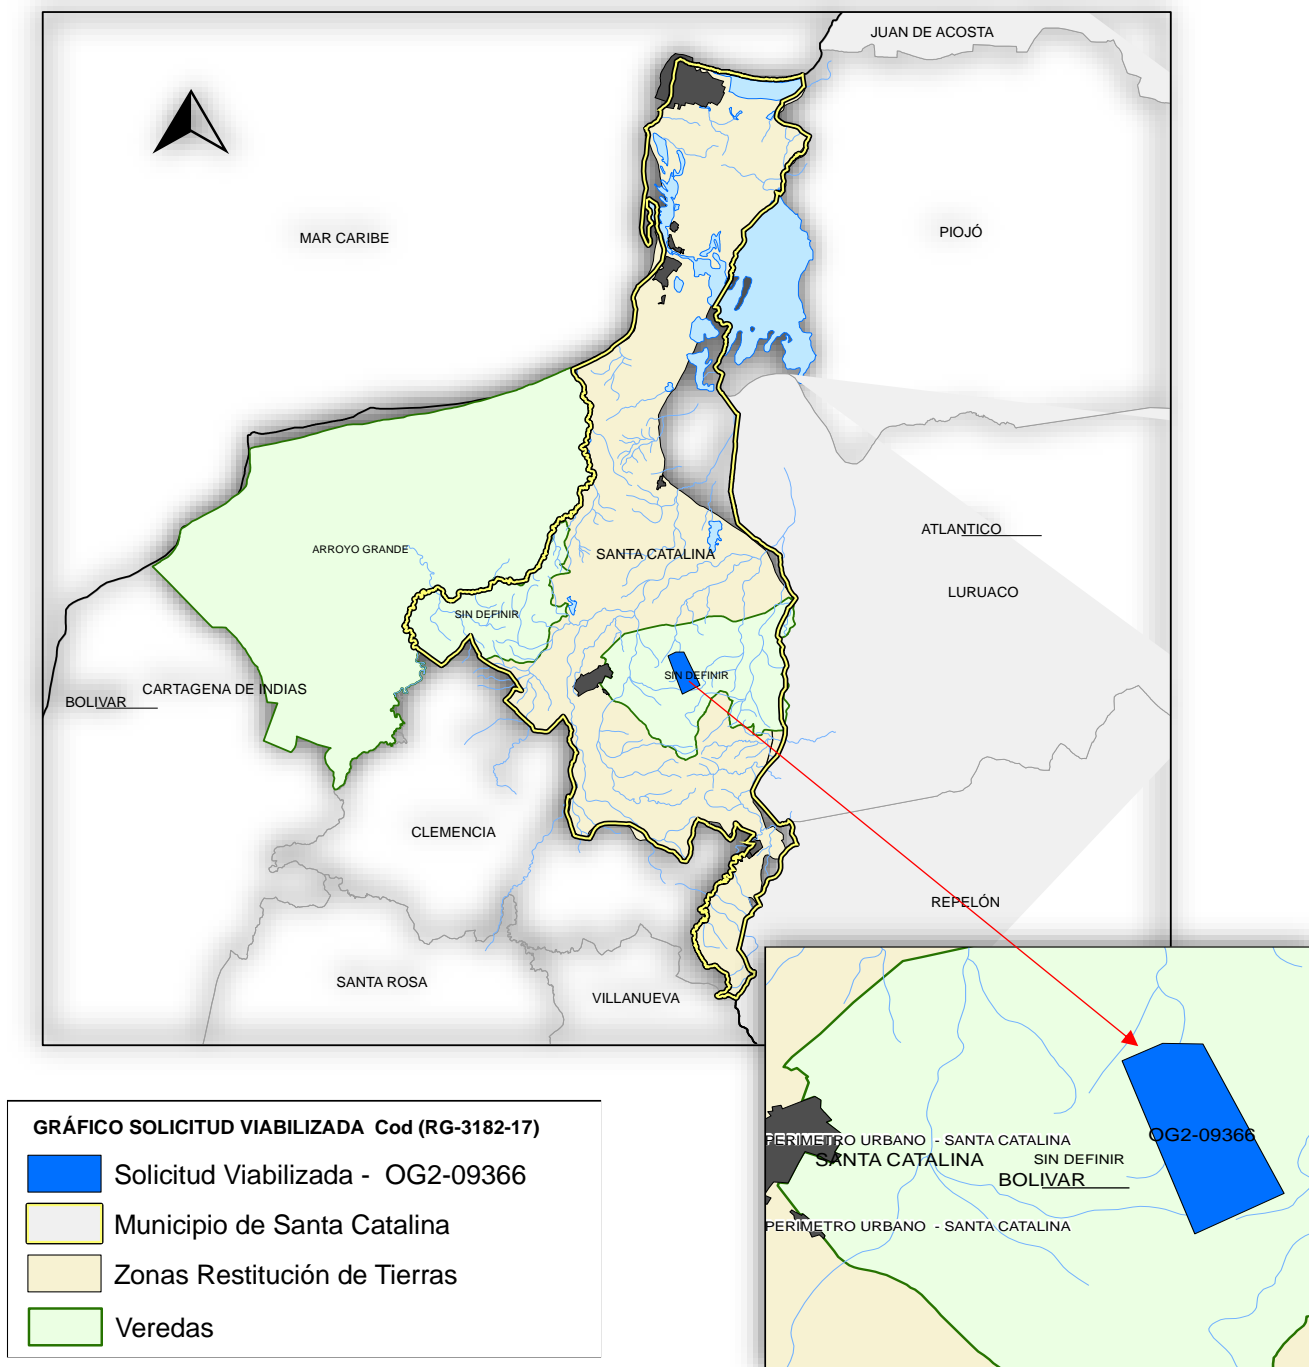 JUAN DE ACOSTA
MAR CARIBE
PIOJÓ
ATLANTICO
ARROYO GRANDE
SANTA CATALINA
LURUACO
SIN DEFINIR
SIN DEFINIR
CARTAGENA DE INDIAS
BOLIVAR
CLEMENCIA
REPELÓN
SANTA ROSA
VILLANUEVA
OG2-09366
PERIMETRO URBANO - SANTA CATALINA
SANTA CATALINA
SIN DEFINIR
BOLIVAR
PERIMETRO URBANO - SANTA CATALINA
GRÁFICO SOLICITUD VIABILIZADA Cod (RG-3182-17)
Solicitud Viabilizada - OG2-09366
Municipio de Santa Catalina
Zonas Restitución de Tierras
Veredas